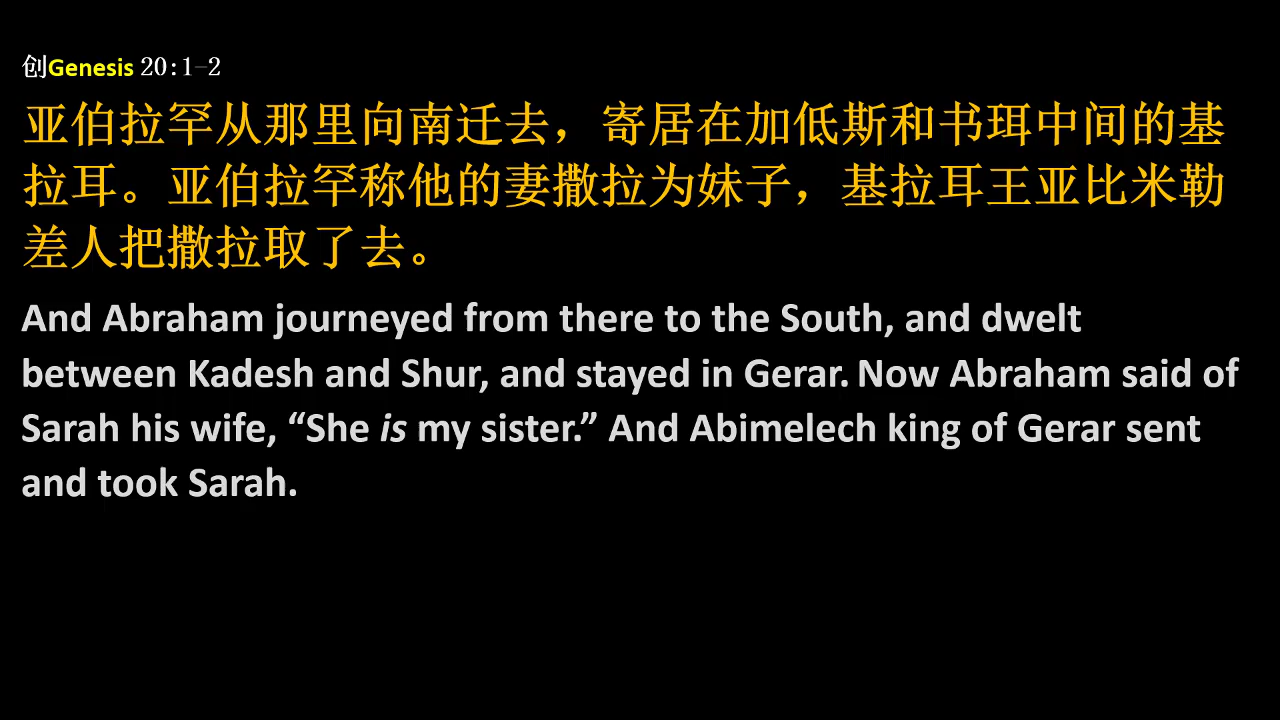 创Genesis 20:1-2
亚伯拉罕从那里向南迁去，寄居在加低斯和书珥中间的基
拉耳。亚伯拉罕称他的妻撒拉为妹子，基拉耳王亚比米勒
差人把撒拉取了去。
And Abraham journeyed from there to the South, and dwelt
between Kadesh and Shur, and stayed in Gerar. Now Abraham said of
Sarah his wife, “She is my sister.” And Abimelech king of Gerar sent
and took Sarah.